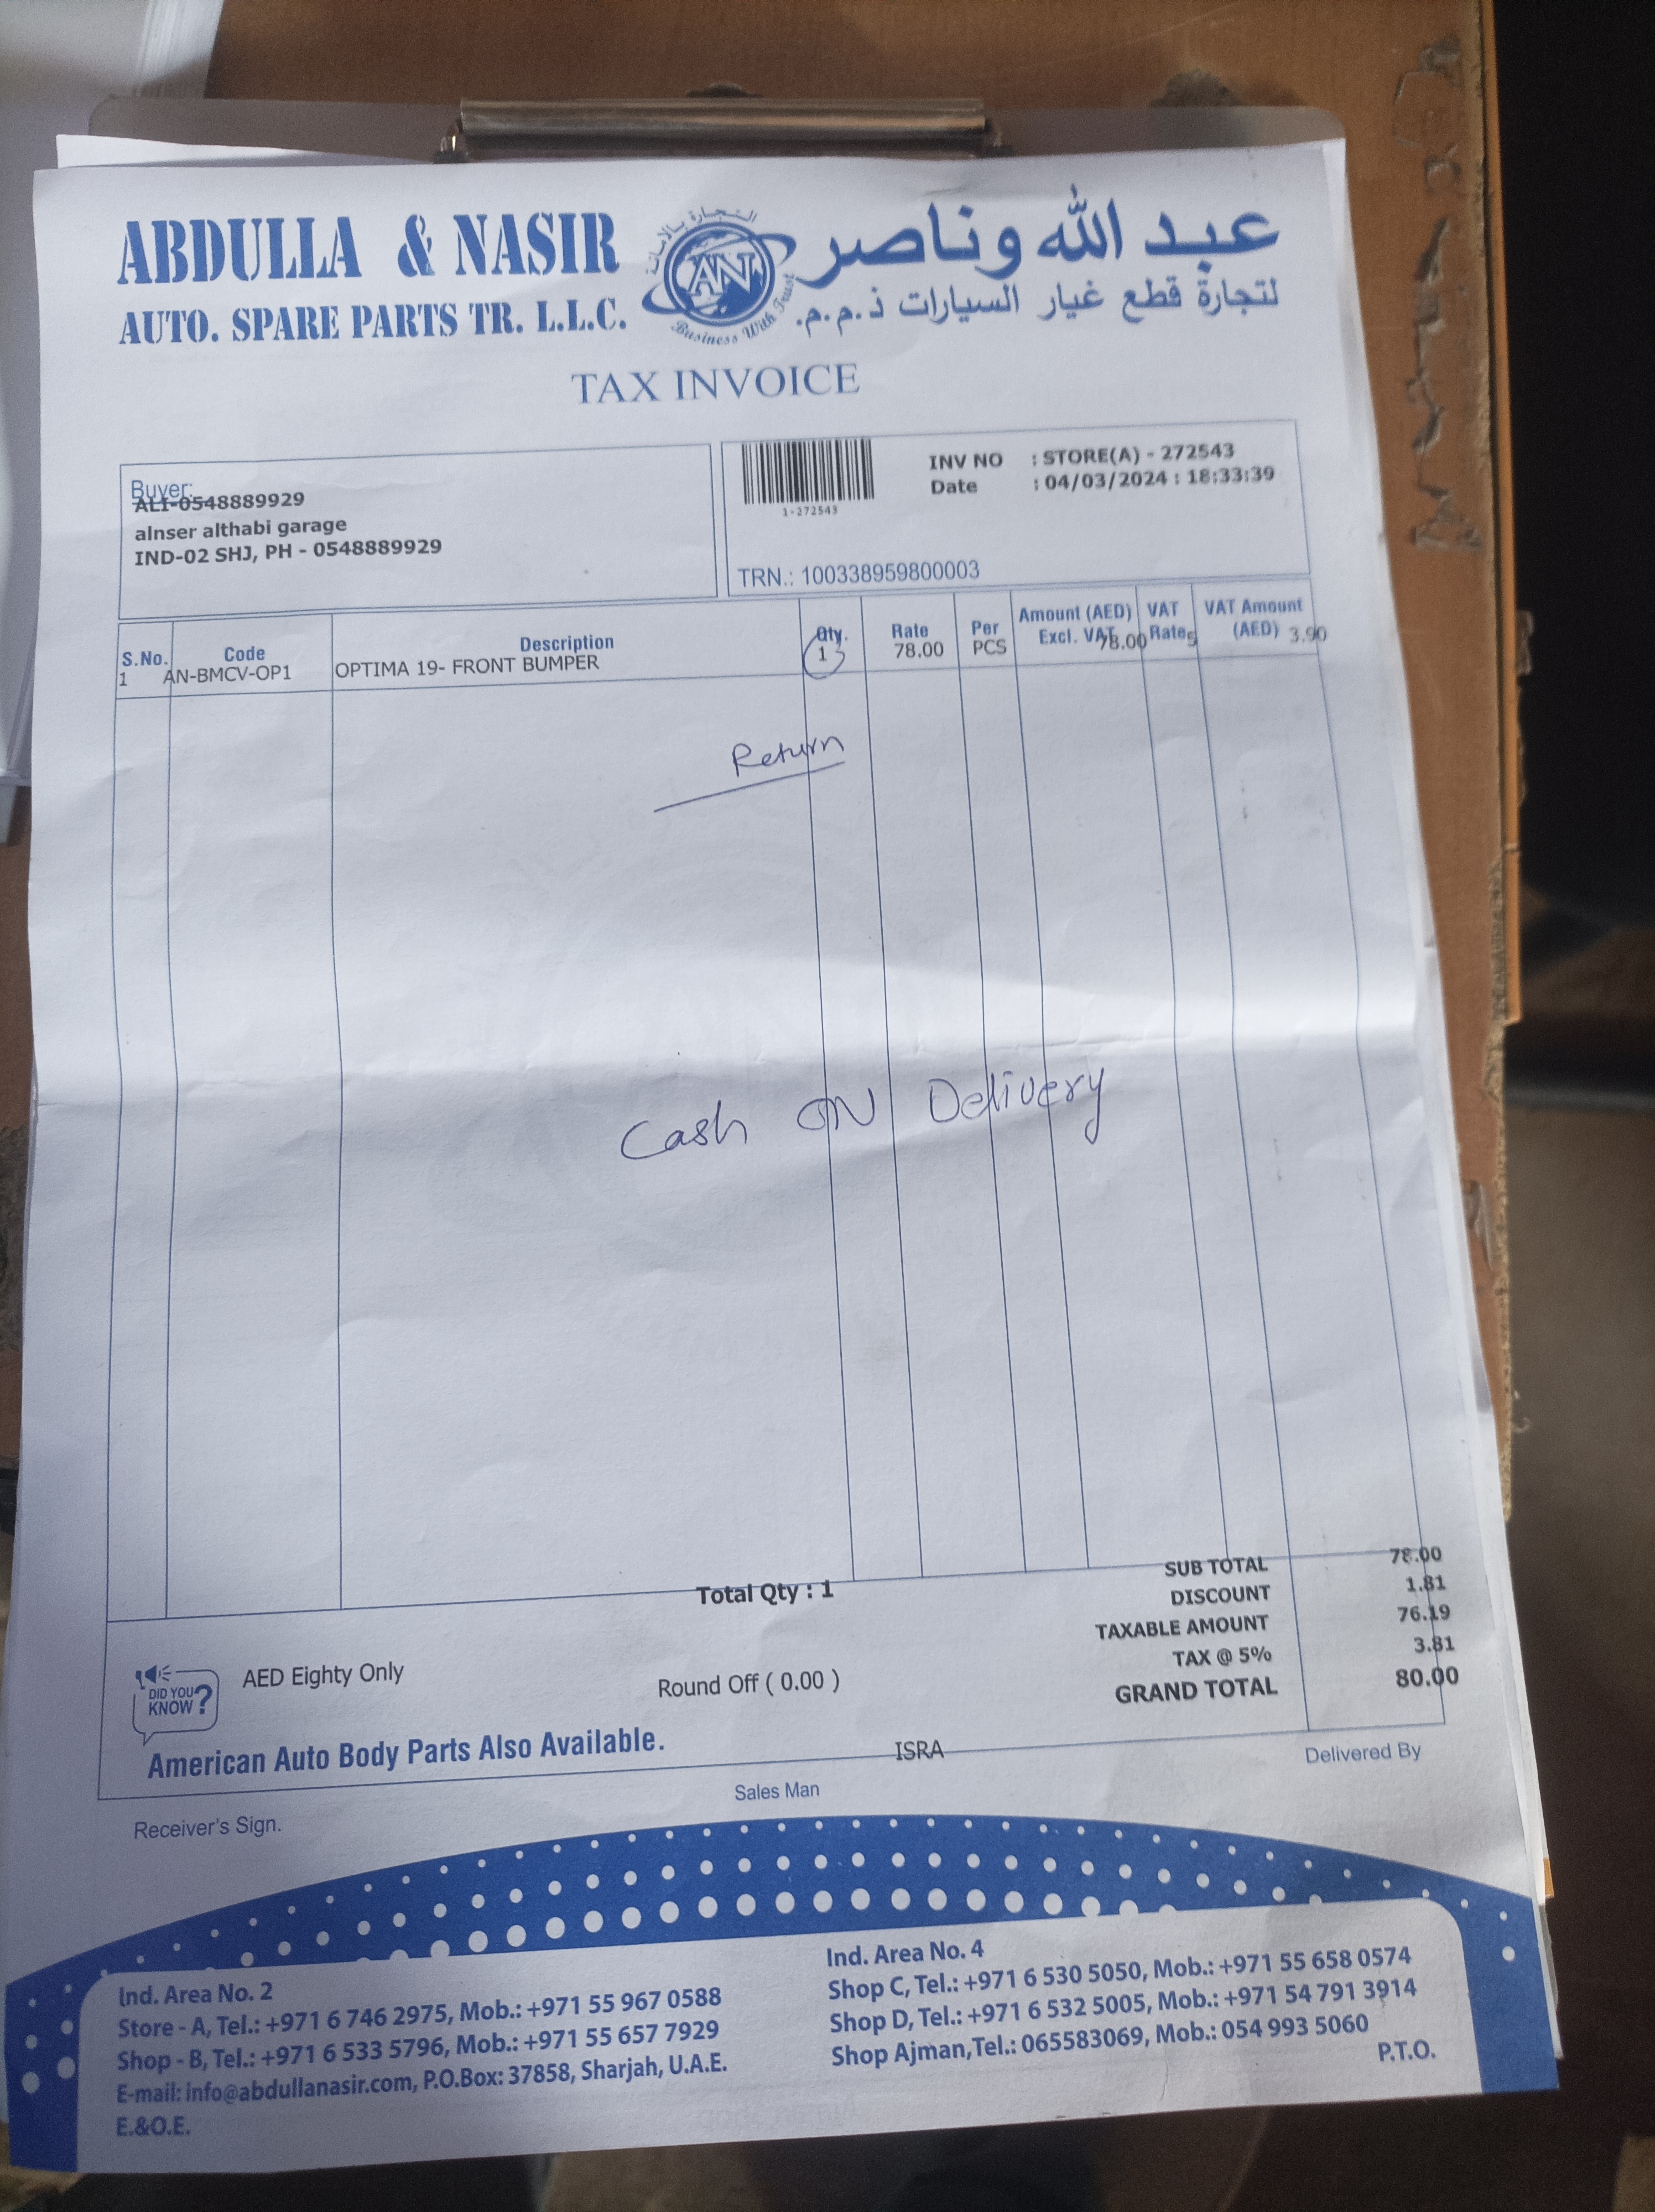 ABDULLA & NASIR
AUTO. SPARE PARTS TR. L.L.C.
التجارة بالأمانة
AN
Business With Trust
عبد الله وناصر
لتجارة قطع غيار السيارات ذ.م.م.
TAX INVOICE
Buyer:
ALI-0548889929
alnser althabi garage
IND-02 SHJ, PH - 0548889929
1-272543
INV NO : STORE(A) - 272543
Date : 04/03/2024 : 18:33:39
TRN.: 100338959800003
S.No. Code Description Qty. Rate Per Amount (AED) Excl. VAT VAT Rate VAT Amount (AED)
1 AN-BMCV-OP1 OPTIMA 19- FRONT BUMPER 1 78.00 PCS 78.00 5 3.90
Return
Cash ON Delivery
Total Qty : 1
SUB TOTAL 78.00
DISCOUNT 1.81
TAXABLE AMOUNT 76.19
TAX @ 5% 3.81
GRAND TOTAL 80.00
DID YOU KNOW ?
AED Eighty Only
Round Off ( 0.00 )
American Auto Body Parts Also Available.
ISRA
Receiver's Sign.
Sales Man
Delivered By
Ind. Area No. 2
Store - A, Tel.: +971 6 746 2975, Mob.: +971 55 967 0588
Shop - B, Tel.: +971 6 533 5796, Mob.: +971 55 657 7929
E-mail: info@abdullanasir.com, P.O.Box: 37858, Sharjah, U.A.E.
E.&O.E.
Ind. Area No. 4
Shop C, Tel.: +971 6 530 5050, Mob.: +971 55 658 0574
Shop D, Tel.: +971 6 532 5005, Mob.: +971 54 791 3914
Shop Ajman,Tel.: 065583069, Mob.: 054 993 5060
P.T.O.